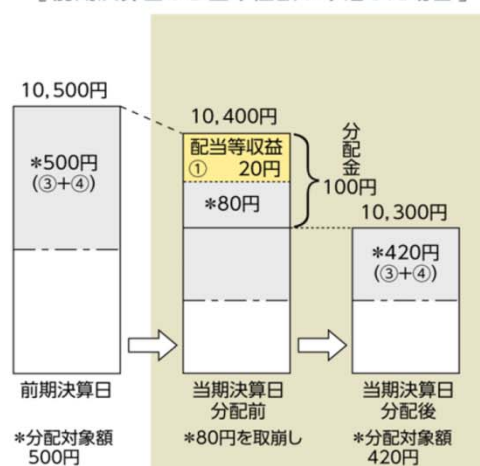 10,500円
10,400円
配当等収益
① 20円
分配金
100円
*500円
(③+④)
*80円
10,300円
*420円
(③+④)
前期決算日
当期決算日
分配前
当期決算日
分配後
*分配対象額
500円
*80円を取崩し
*分配対象額
420円